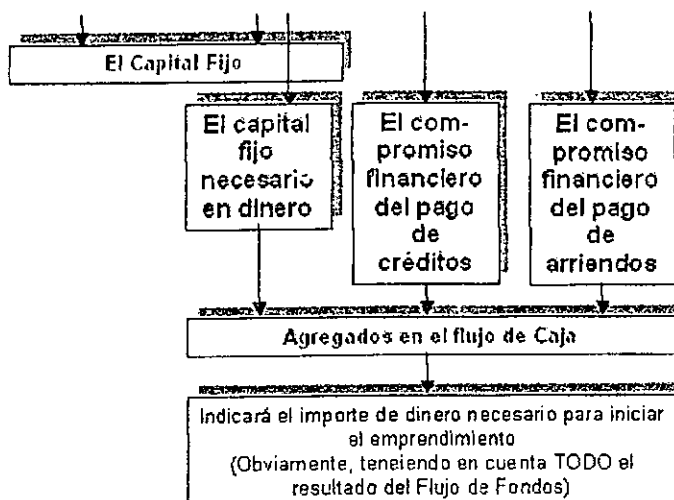 El Capital Fijo
El capital
fijo
necesario
en dinero
El com-
promiso
financiero
del pago
de
créditos
El com-
promiso
financiero
del pago
de
arriendos
Agregados en el flujo de Caja
Indicará el importe de dinero necesario para iniciar
el emprendimiento
(Obviamente, teneiendo en cuenta TODO el
resultado del Flujo de Fondos)